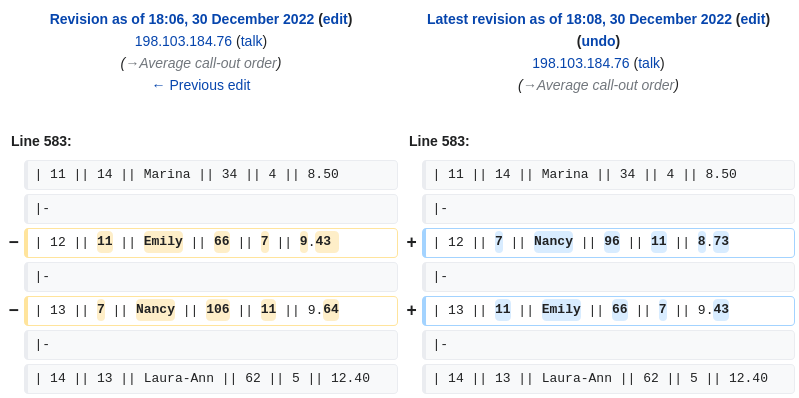 Revision as of 18:06, 30 December 2022 (edit)
198.103.184.76 (talk)
(→Average call-out order)
← Previous edit
Latest revision as of 18:08, 30 December 2022 (edit)
(undo)
198.103.184.76 (talk)
(→Average call-out order)
Line 583:
| 11 || 14 || Marina || 34 || 4 || 8.50
|-
− | 12 || 11 || Emily || 66 || 7 || 9.43
|-
− | 13 || 7 || Nancy || 106 || 11 || 9.64
|-
| 14 || 13 || Laura-Ann || 62 || 5 || 12.40
Line 583:
| 11 || 14 || Marina || 34 || 4 || 8.50
|-
+ | 12 || 7 || Nancy || 96 || 11 || 8.73
|-
+ | 13 || 11 || Emily || 66 || 7 || 9.43
|-
| 14 || 13 || Laura-Ann || 62 || 5 || 12.40